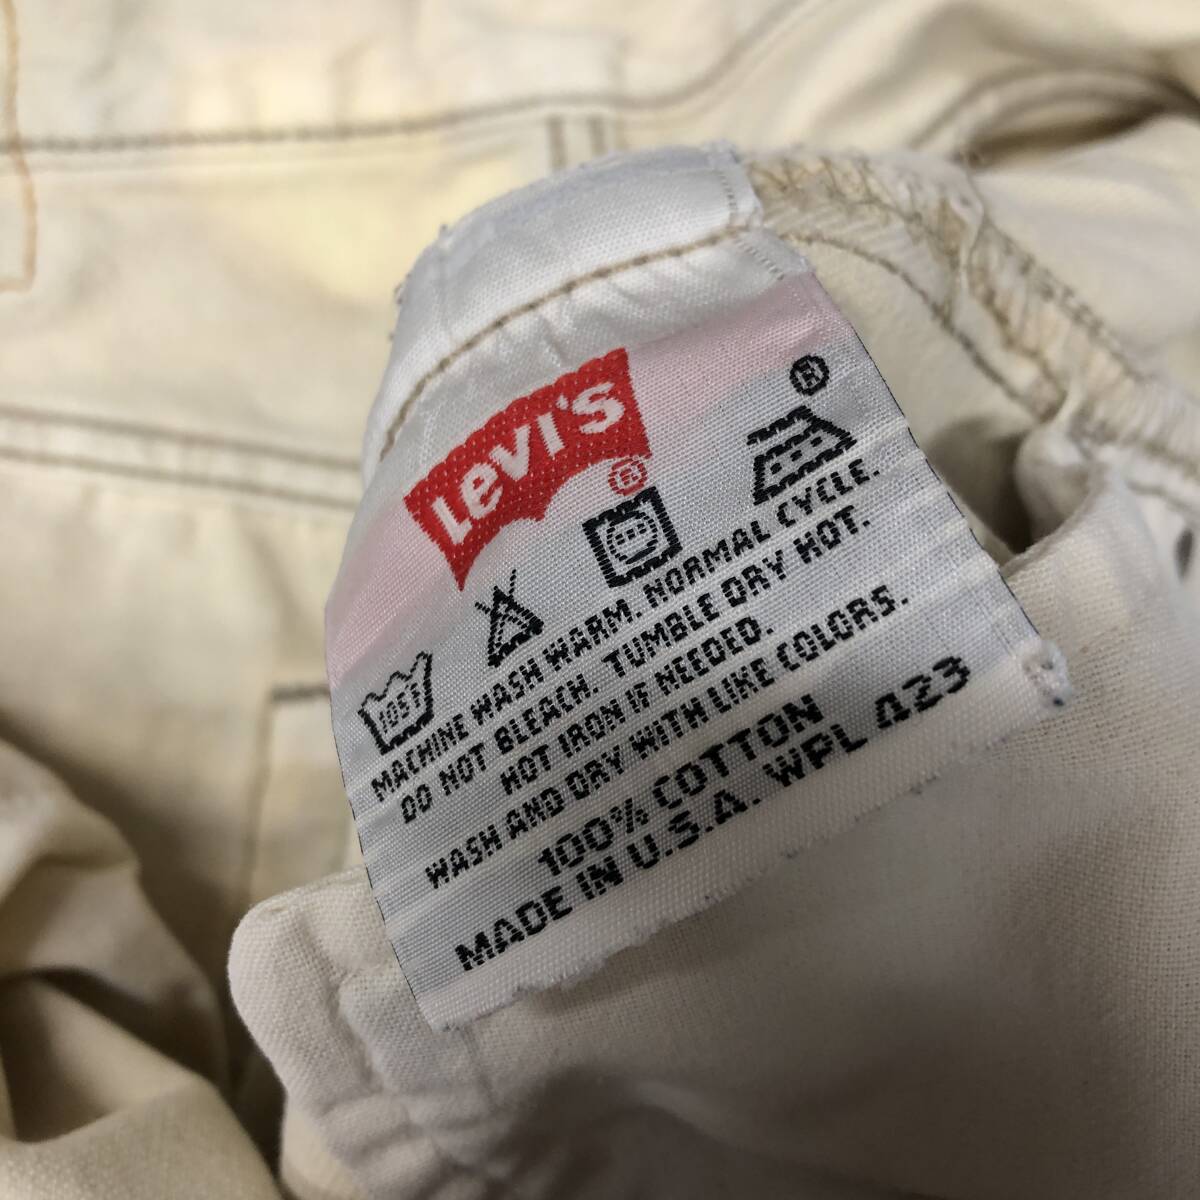 Levi's
®
®
105F
MACHINE WASH WARM. NORMAL CYCLE.
DO NOT BLEACH. TUMBLE DRY HOT.
HOT IRON IF NEEDED.
WASH AND DRY WITH LIKE COLORS.
100% COTTON
MADE IN U.S.A. WPL 423